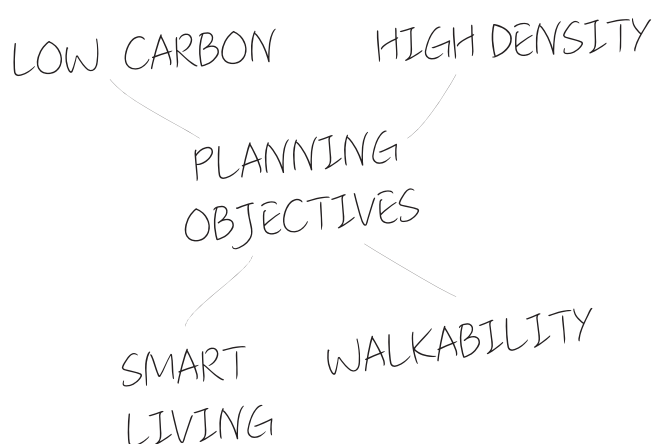 LOW CARBON
HIGH DENSITY
PLANNING
OBJECTIVES
SMART
LIVING
WALKABILITY